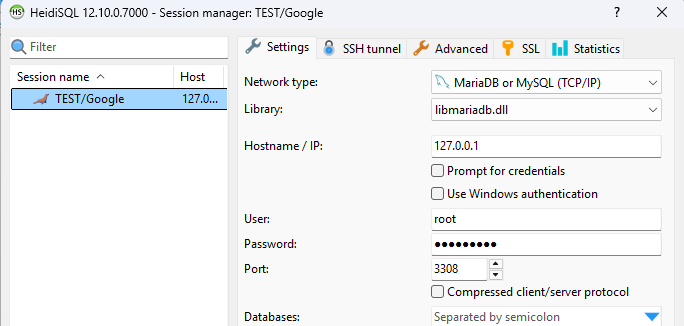 HS HeidiSQL 12.10.0.7000 - Session manager: TEST/Google ? ✕
Filter
Settings SSH tunnel Advanced SSL Statistics
Session name Host
TEST/Google 127.0...
Network type: MariaDB or MySQL (TCP/IP)
Library: libmariadb.dll
Hostname / IP: 127.0.0.1
Prompt for credentials
Use Windows authentication
User: root
Password: ●●●●●●●●●
Port: 3308
Compressed client/server protocol
Databases: Separated by semicolon